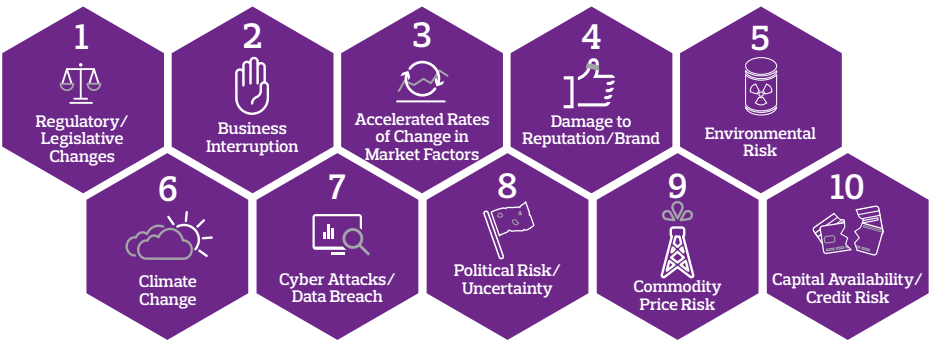 1
Regulatory/
Legislative
Changes
2
Business
Interruption
3
Accelerated Rates
of Change in
Market Factors
4
Damage to
Reputation/Brand
5
Environmental
Risk
6
Climate
Change
7
Cyber Attacks/
Data Breach
8
Political Risk/
Uncertainty
9
Commodity
Price Risk
10
Capital Availability/
Credit Risk